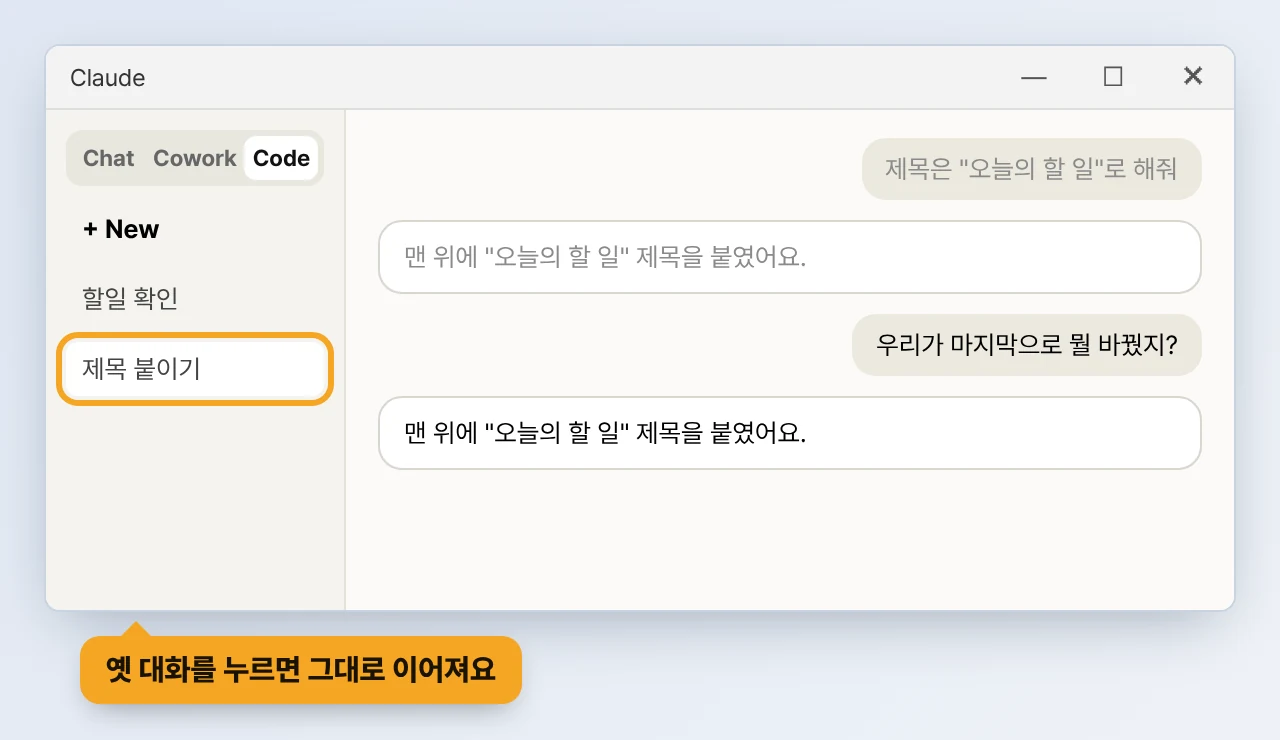 Claude
Chat Cowork Code
+ New
할일 확인
제목 붙이기
제목은 "오늘의 할 일"로 해줘
맨 위에 "오늘의 할 일" 제목을 붙였어요.
우리가 마지막으로 뭘 바꿨지?
맨 위에 "오늘의 할 일" 제목을 붙였어요.
옛 대화를 누르면 그대로 이어져요